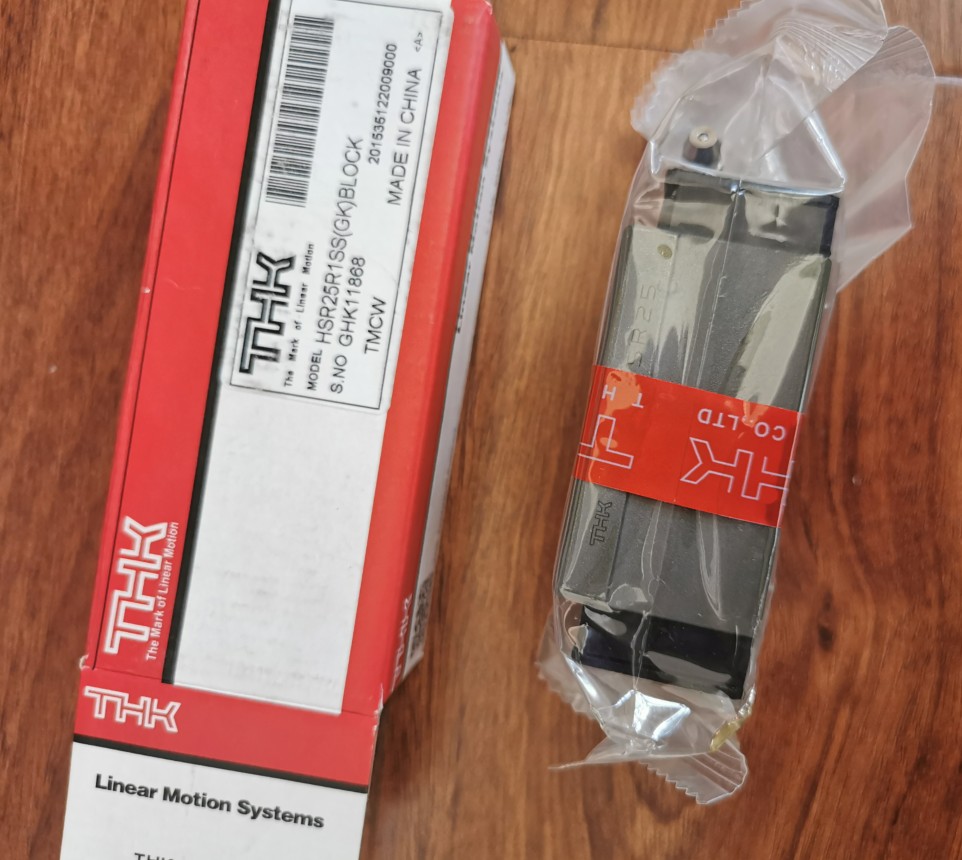 THK
The Mark of Linear Motion
MODEL HSR25R1SS(GK)BLOCK
S.NO GHK11868
201535122009000
TMCW
MADE IN CHINA <A>
THK
The Mark of Linear Motion
THK
Linear Motion Systems
SR25
T H
CO.,LTD
THK